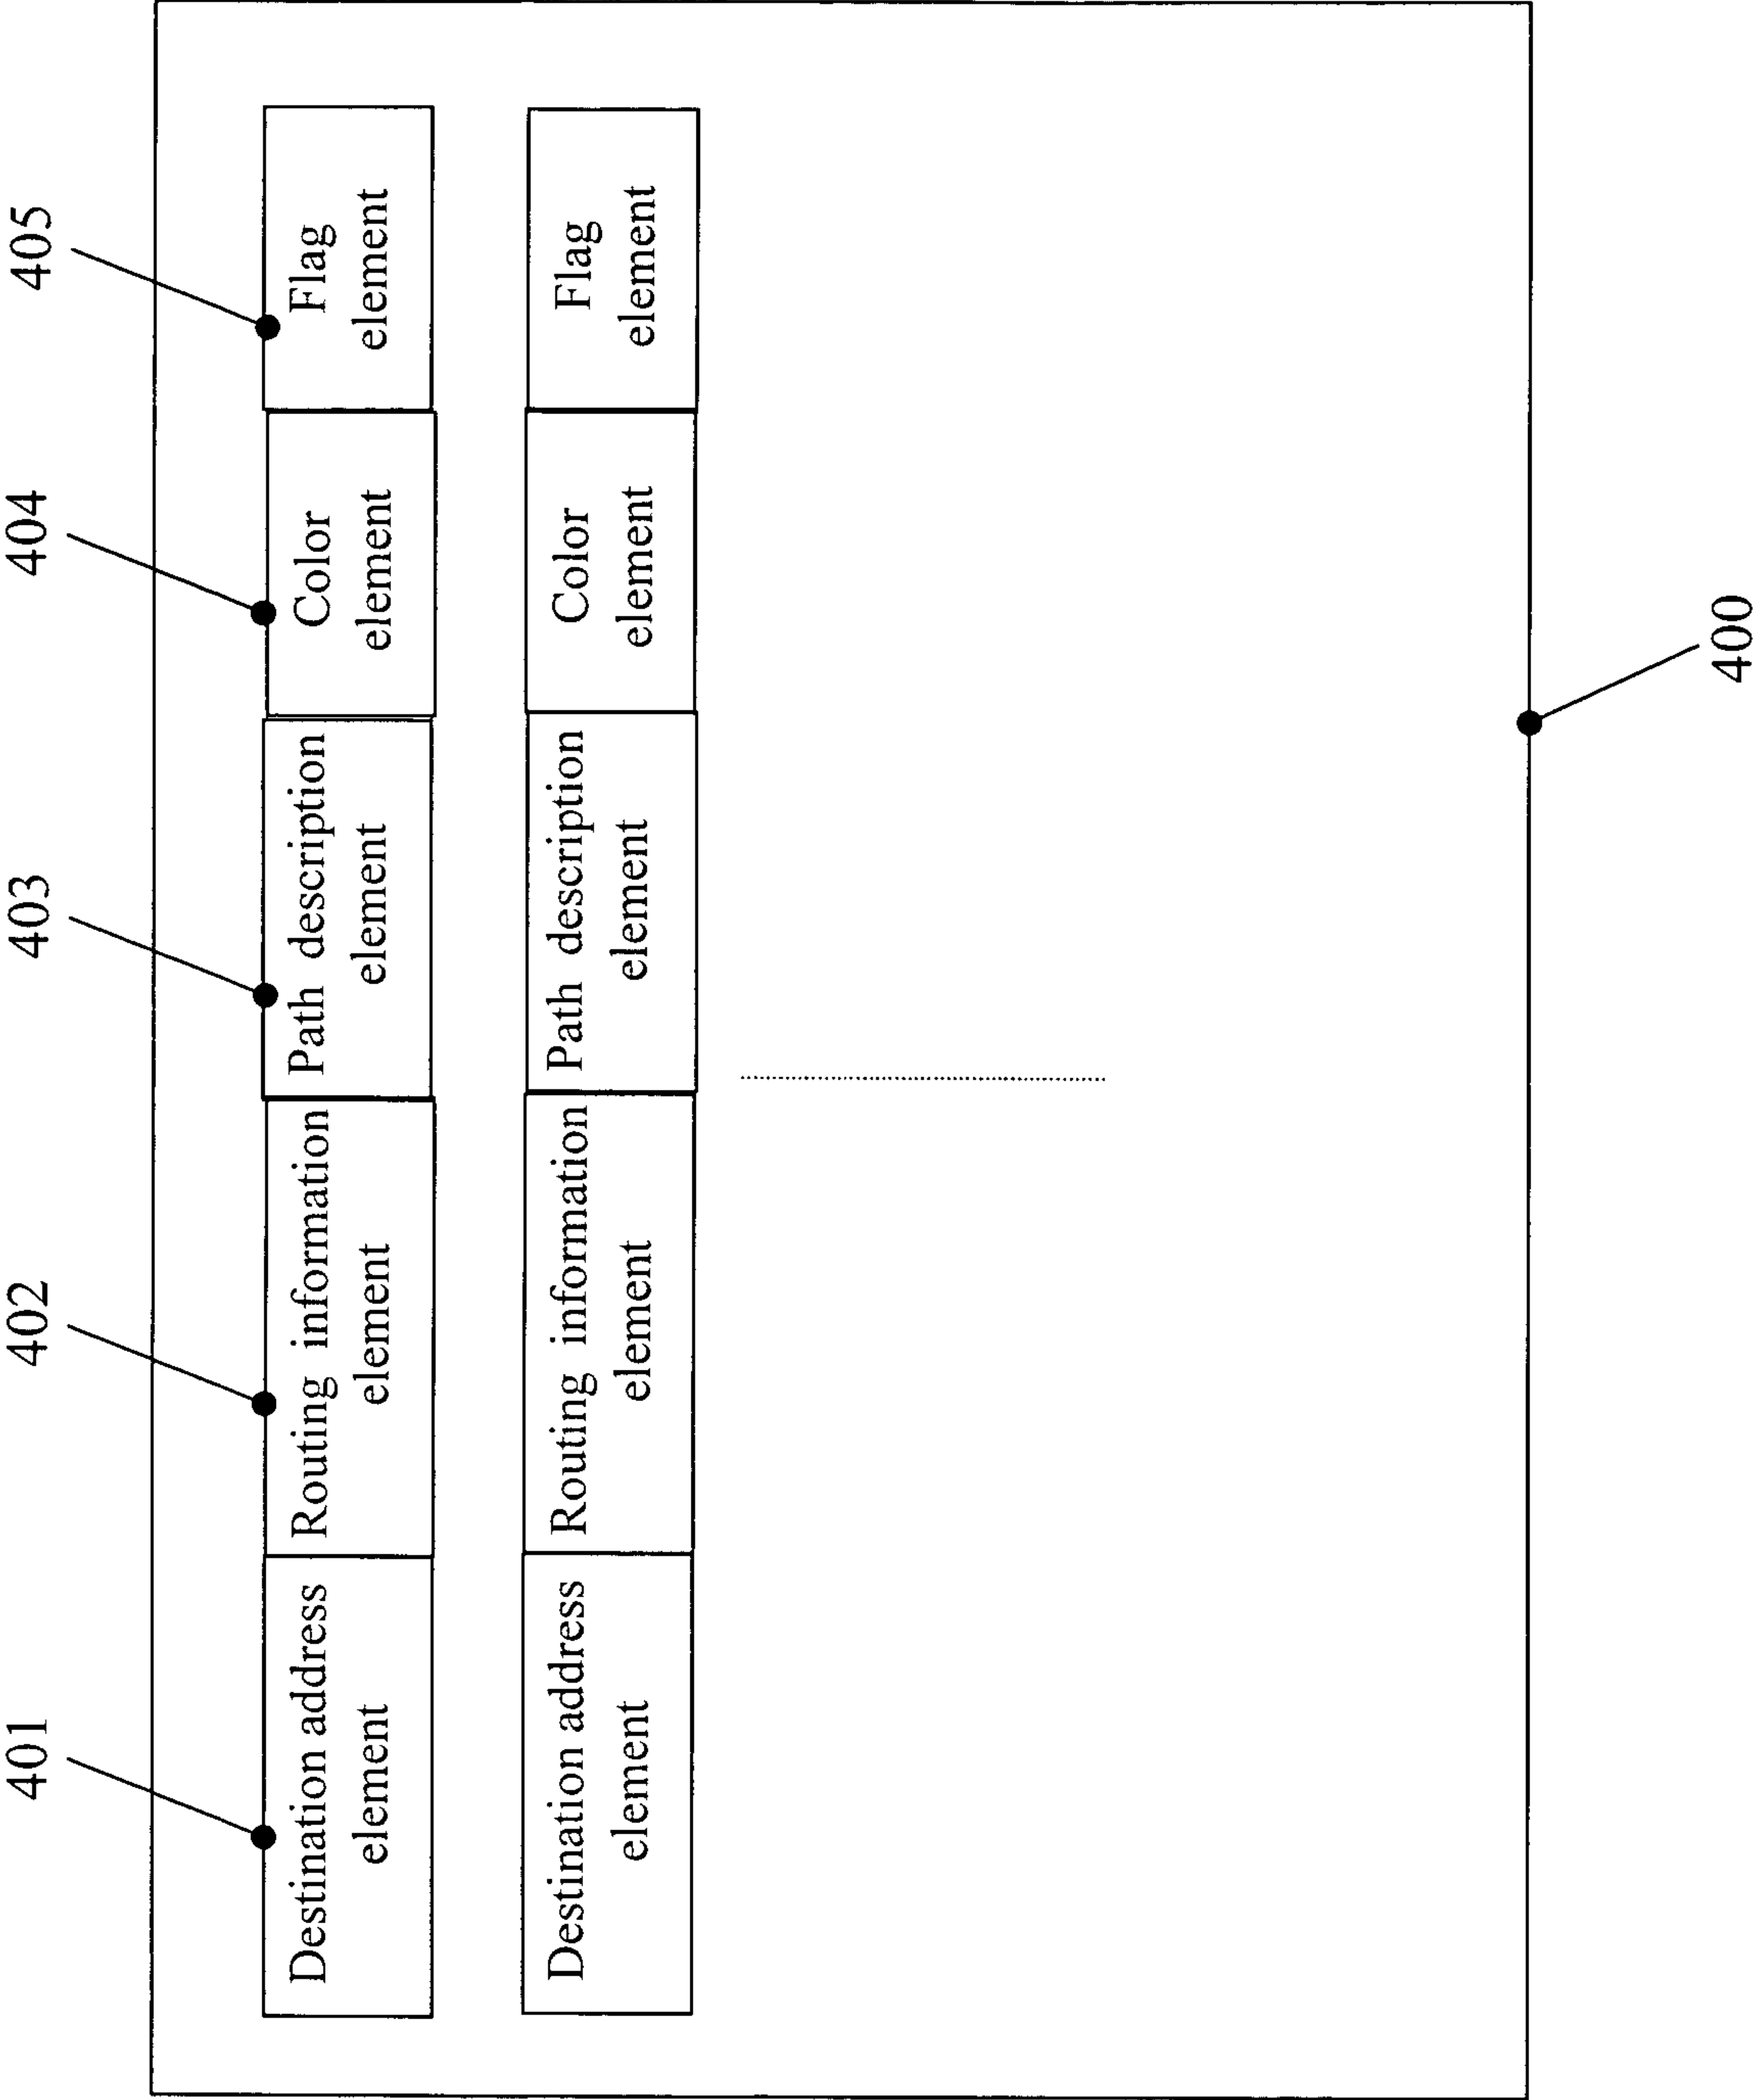 401
402
403
404
405
Destination address
element
Routing information
element
Path description
element
Color
element
Flag
element
Destination address
element
Routing information
element
Path description
element
Color
element
Flag
element
400